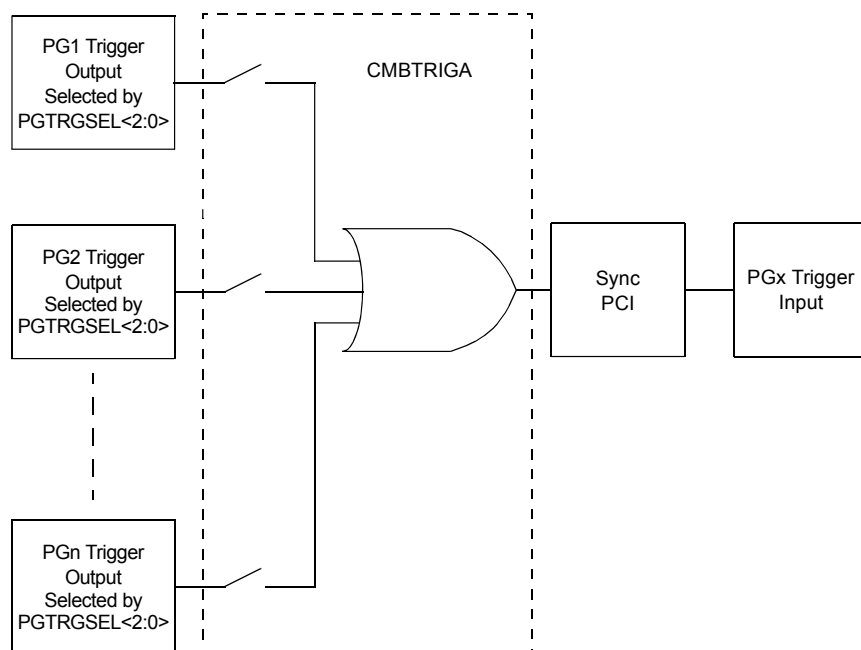 PG1 Trigger
Output
Selected by
PGTRGSEL<2:0>
CMBTRIGA
PG2 Trigger
Output
Selected by
PGTRGSEL<2:0>
Sync
PCI
PGx Trigger
Input
PGn Trigger
Output
Selected by
PGTRGSEL<2:0>